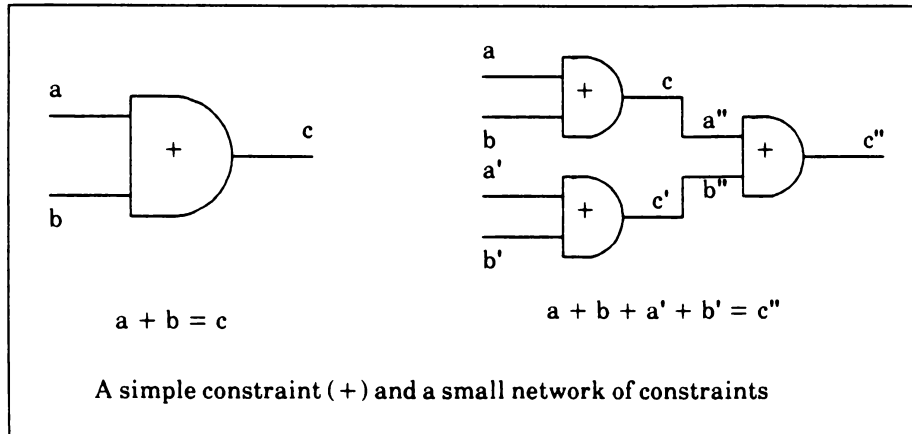 a
+
c
b
a + b = c
a
+
c
b
a'
+
c'
b'
a"
+
c"
b"
a + b + a' + b' = c"
A simple constraint (+) and a small network of constraints